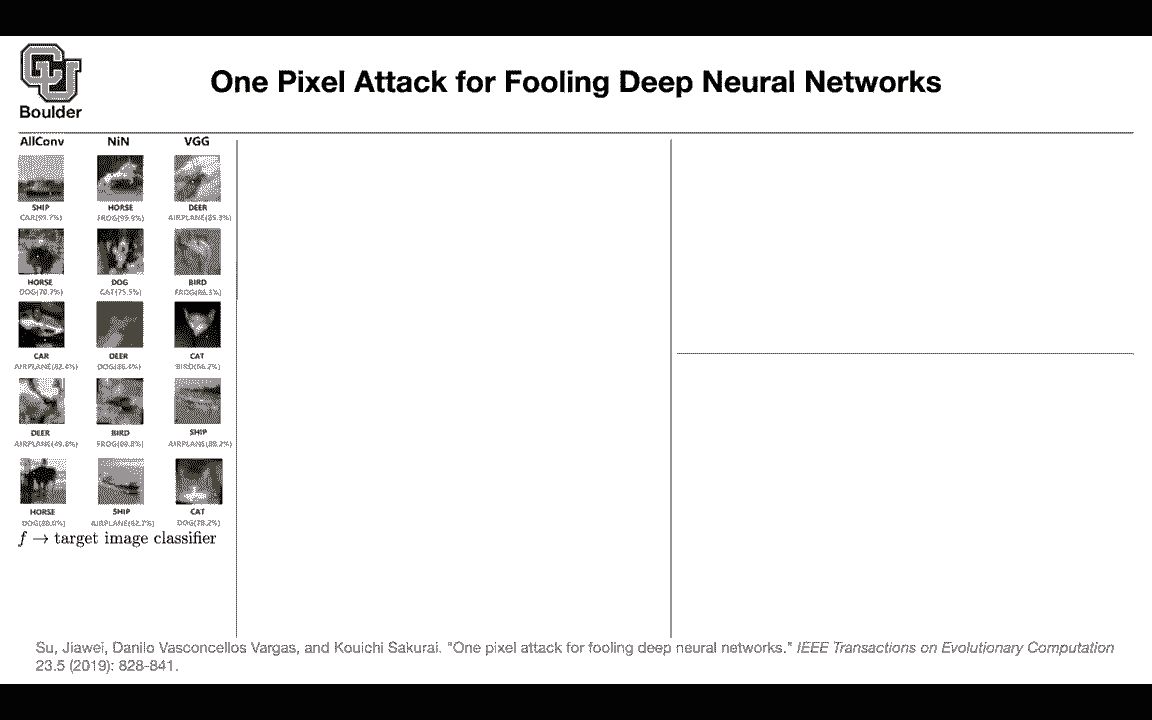 Boulder
One Pixel Attack for Fooling Deep Neural Networks
AllConv NiN VGG
SHIP HORSE DEER
CAR(99.7%) FROG(99.9%) AIRPLANE(85.3%)
HORSE DOG BIRD
DOG(70.7%) CAT(75.5%) FROG(86.5%)
CAR DEER CAT
AIRPLANE(82.4%) DOG(86.4%) BIRD(66.2%)
DEER BIRD SHIP
AIRPLANE(49.8%) FROG(88.8%) AIRPLANE(88.2%)
HORSE SHIP CAT
DOG(88.0%) AIRPLANE(62.7%) DOG(78.2%)
f → target image classifier
Su, Jiawei, Danilo Vasconcellos Vargas, and Kouichi Sakurai. "One pixel attack for fooling deep neural networks." IEEE Transactions on Evolutionary Computation
23.5 (2019): 828-841.